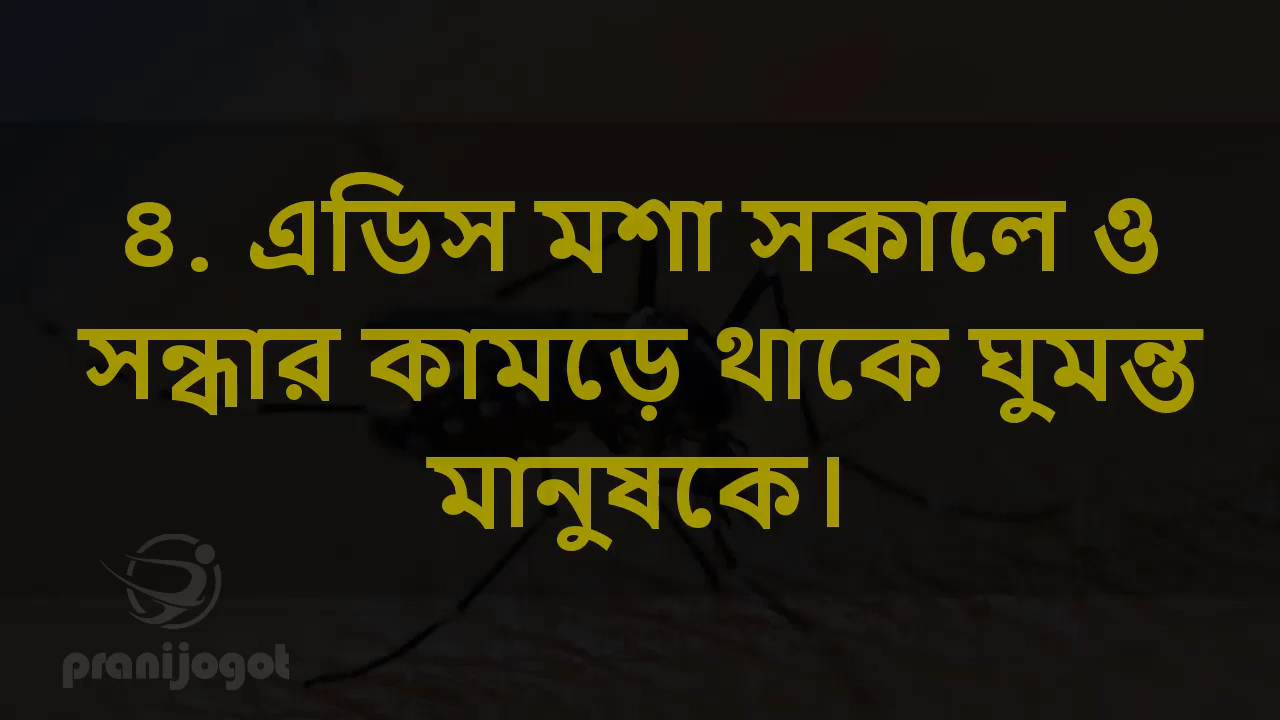 ৪. এডিস মশা সকালে ও
সন্ধার কামড়ে থাকে ঘুমন্ত
মানুষকে।
pranijogot